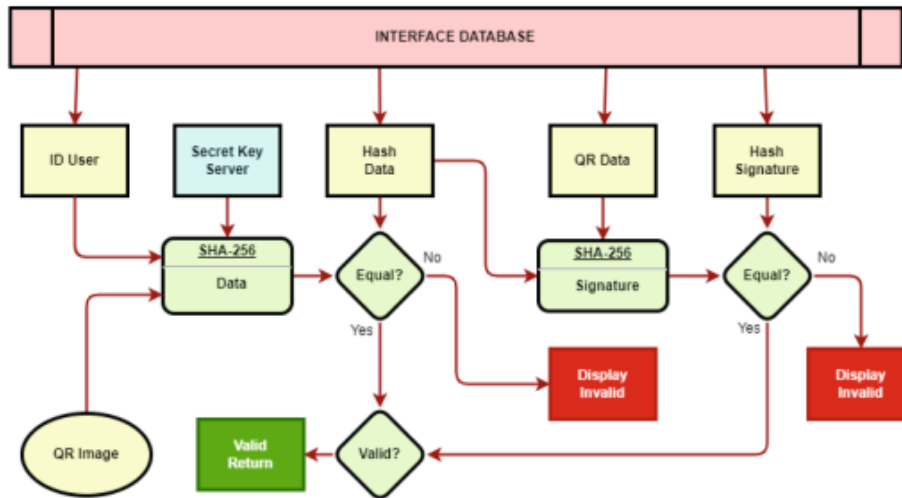 INTERFACE DATABASE
ID User
Secret Key
Server
Hash
Data
QR Data
Hash
Signature
SHA-256
Data
Equal?
No
Yes
SHA-256
Signature
Equal?
No
Yes
Display
Invalid
Display
Invalid
QR Image
Valid
Return
Valid?